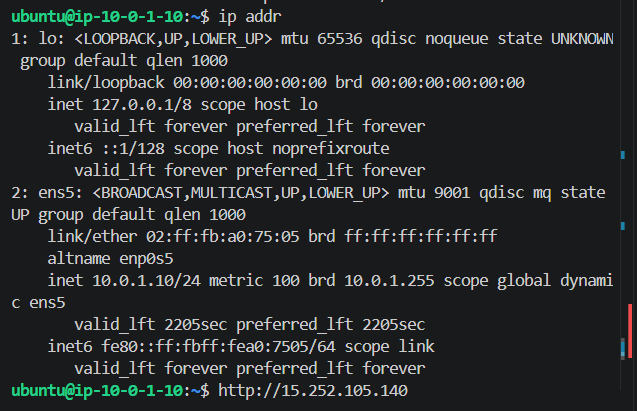 ubuntu@ip-10-0-1-10:~$ ip addr
1: lo: <LOOPBACK,UP,LOWER_UP> mtu 65536 qdisc noqueue state UNKNOWN
 group default qlen 1000
    link/loopback 00:00:00:00:00:00 brd 00:00:00:00:00:00
    inet 127.0.0.1/8 scope host lo
       valid_lft forever preferred_lft forever
    inet6 ::1/128 scope host noprefixroute
       valid_lft forever preferred_lft forever
2: ens5: <BROADCAST,MULTICAST,UP,LOWER_UP> mtu 9001 qdisc mq state
UP group default qlen 1000
    link/ether 02:ff:fb:a0:75:05 brd ff:ff:ff:ff:ff:ff
    altname enp0s5
    inet 10.0.1.10/24 metric 100 brd 10.0.1.255 scope global dynami
c ens5
       valid_lft 2205sec preferred_lft 2205sec
    inet6 fe80::ff:fbff:fea0:7505/64 scope link
       valid_lft forever preferred_lft forever
ubuntu@ip-10-0-1-10:~$ http://15.252.105.140